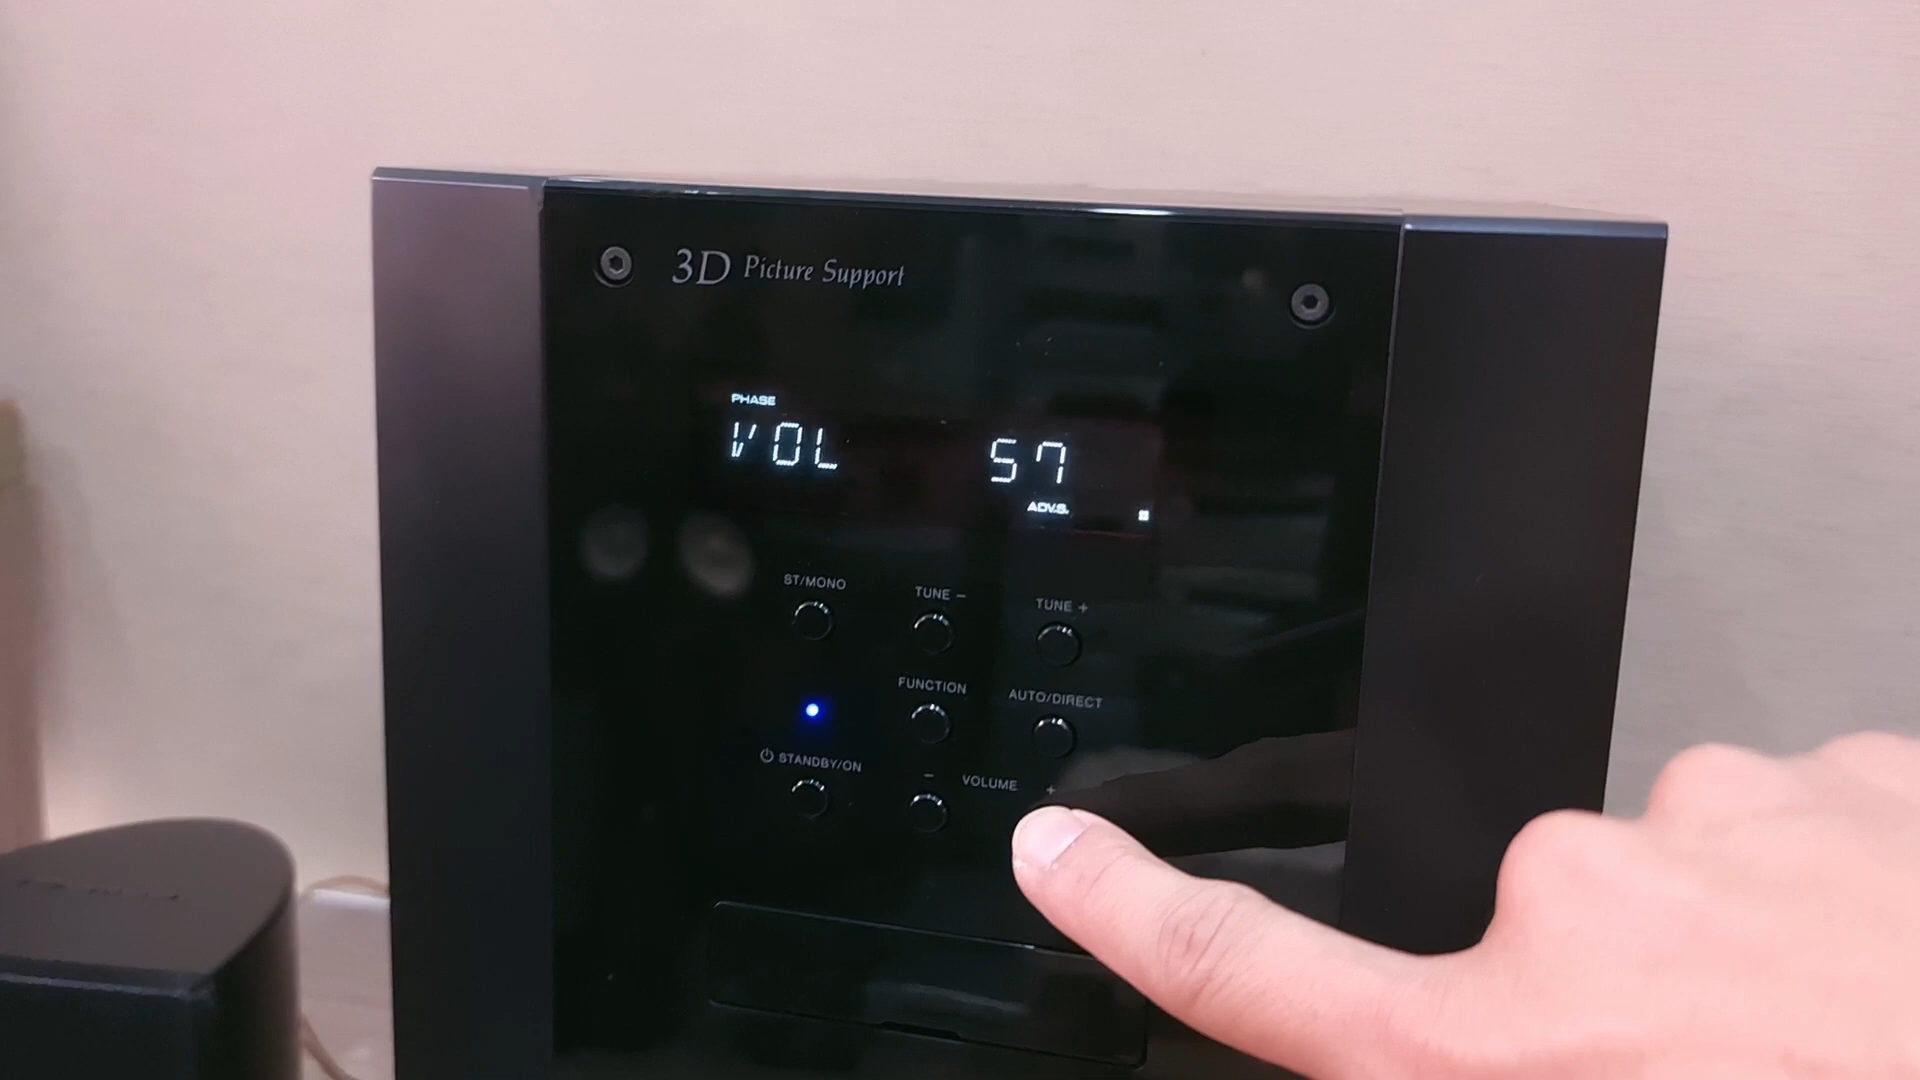 3D Picture Support
PHASE
VOL 57
ADV.S.
ST/MONO TUNE – TUNE +
FUNCTION AUTO/DIRECT
STANDBY/ON – VOLUME +